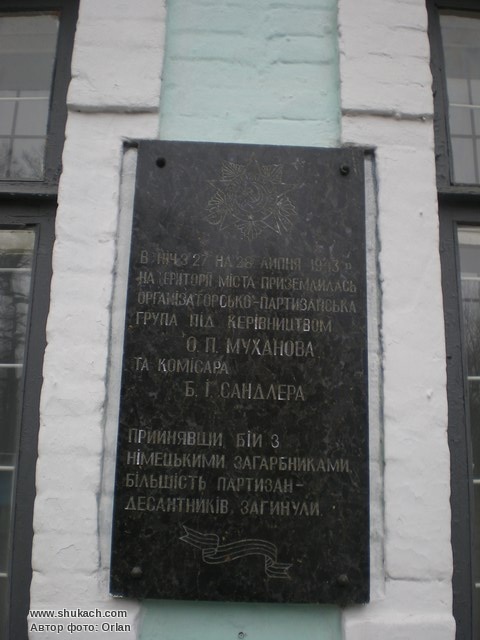 В НІЧ З 27 НА 28 ЛИПНЯ 1943 р.
НА ТЕРИТОРІЇ МІСТА ПРИЗЕМЛИЛАСЬ
ОРГАНІЗАТОРСЬКО-ПАРТИЗАНСЬКА
ГРУПА ПІД КЕРІВНИЦТВОМ
О. П. МУХАНОВА
ТА КОМІСАРА
Б. І. САНДЛЕРА
ПРИЙНЯВШИ БІЙ З
НІМЕЦЬКИМИ ЗАГАРБНИКАМИ,
БІЛЬШІСТЬ ПАРТИЗАН-
ДЕСАНТНИКІВ ЗАГИНУЛИ.
www.shukach.com
Автор фото: Orlan